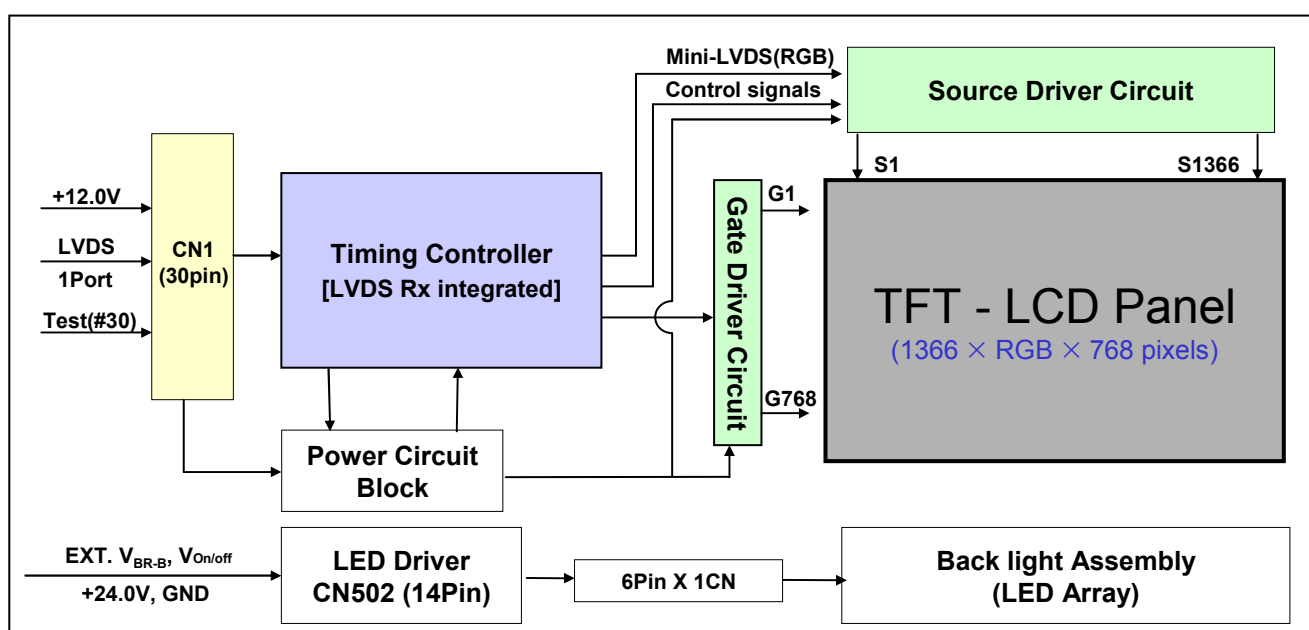 Mini-LVDS(RGB)
Control signals
Source Driver Circuit
S1
S1366
+12.0V
LVDS
1Port
Test(#30)
CN1
(30pin)
Timing Controller
[LVDS Rx integrated]
Gate Driver Circuit
G1
G768
TFT - LCD Panel
(1366 × RGB × 768 pixels)
Power Circuit
Block
EXT. VBR-B, VOn/off
+24.0V, GND
LED Driver
CN502 (14Pin)
6Pin X 1CN
Back light Assembly
(LED Array)